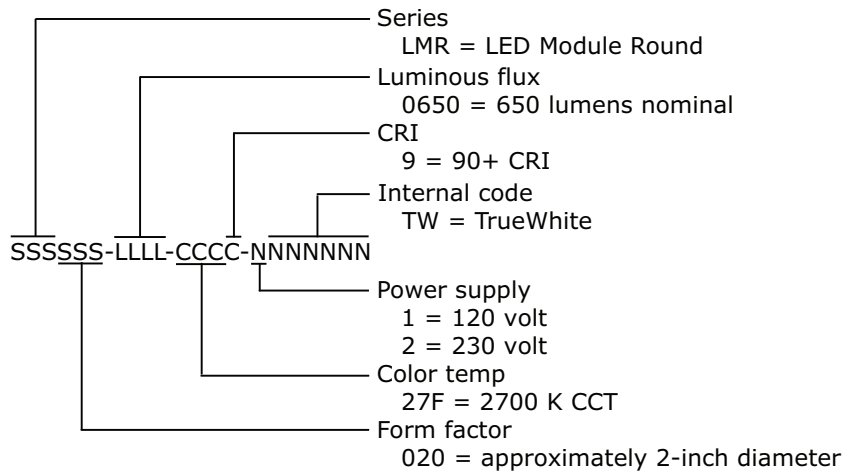 Series
LMR = LED Module Round
Luminous flux
0650 = 650 lumens nominal
CRI
9 = 90+ CRI
Internal code
TW = TrueWhite
SSSSSS-LLLL-CCCC-NNNNNNN
Power supply
1 = 120 volt
2 = 230 volt
Color temp
27F = 2700 K CCT
Form factor
020 = approximately 2-inch diameter